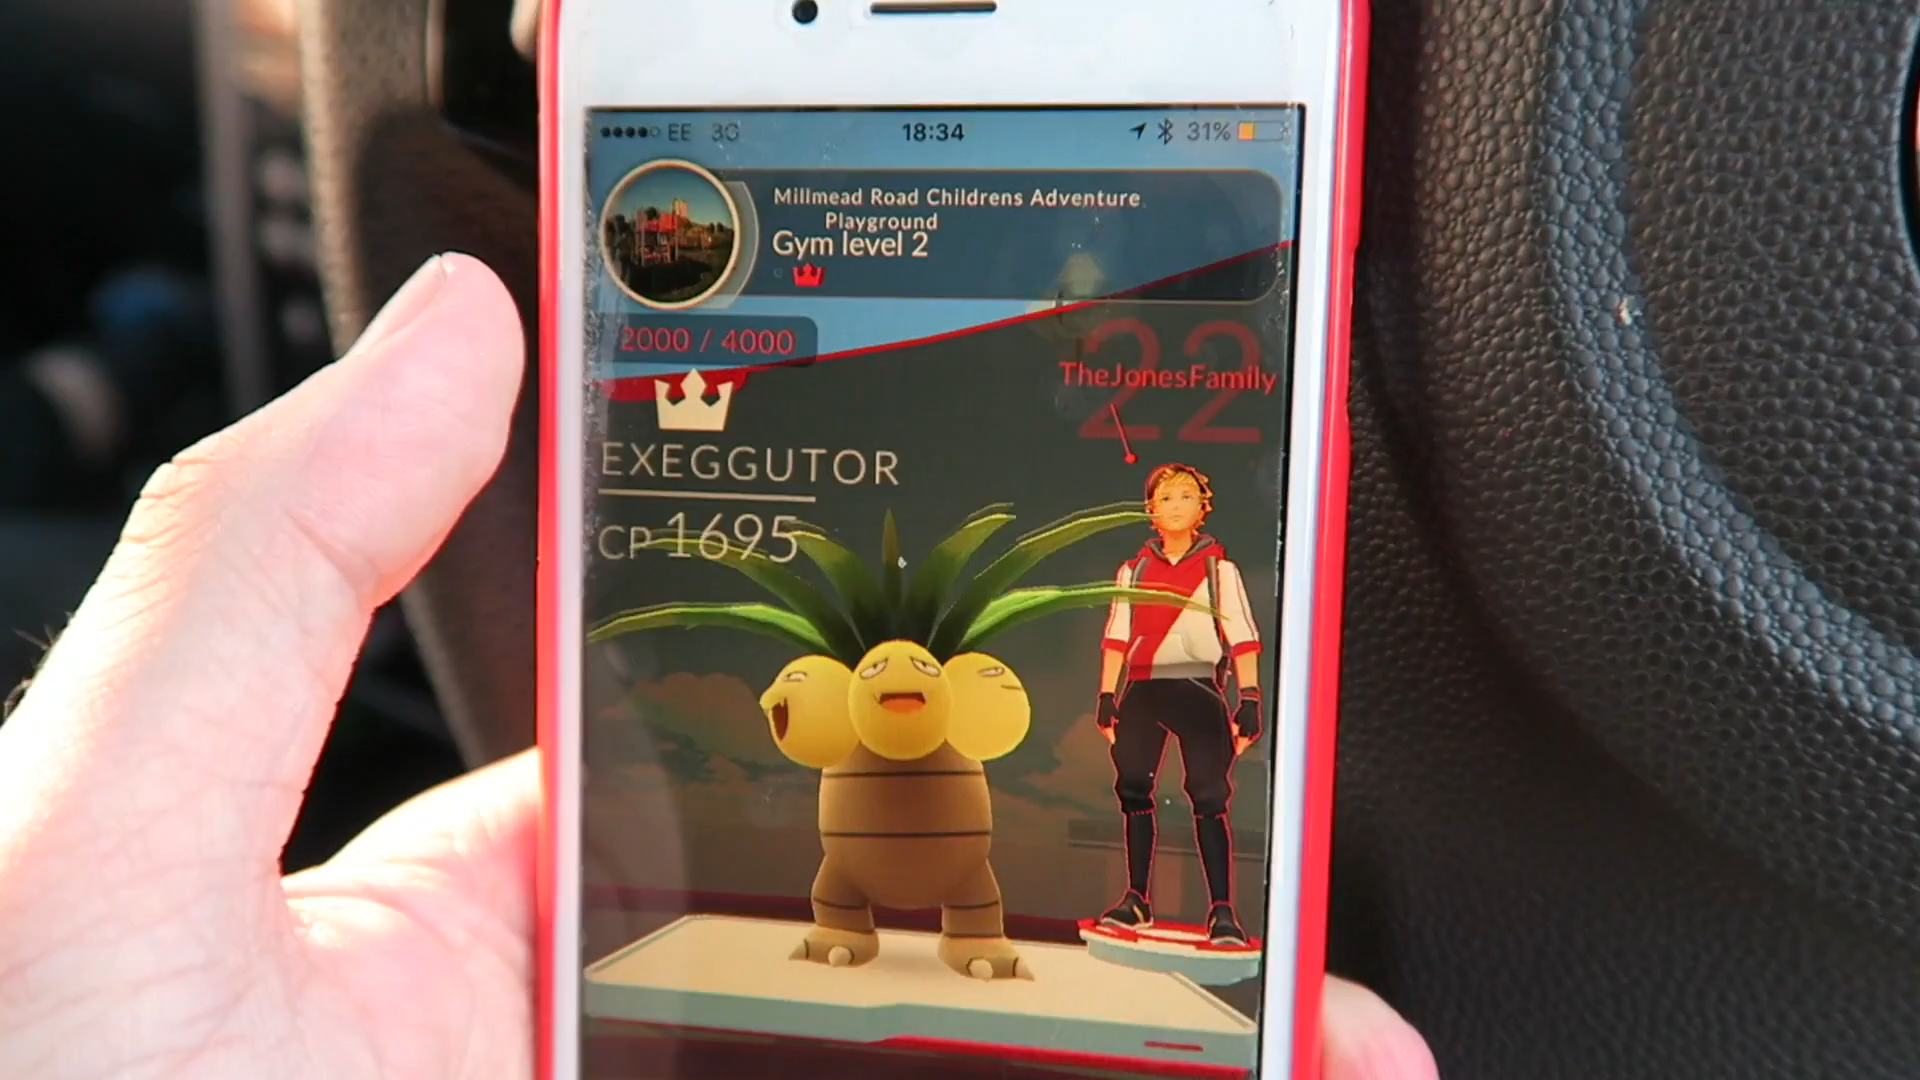 EE 3G 18:34 31%
Millmead Road Childrens Adventure
Playground
Gym level 2
2000 / 4000
22
TheJonesFamily
EXEGGUTOR
CP 1695